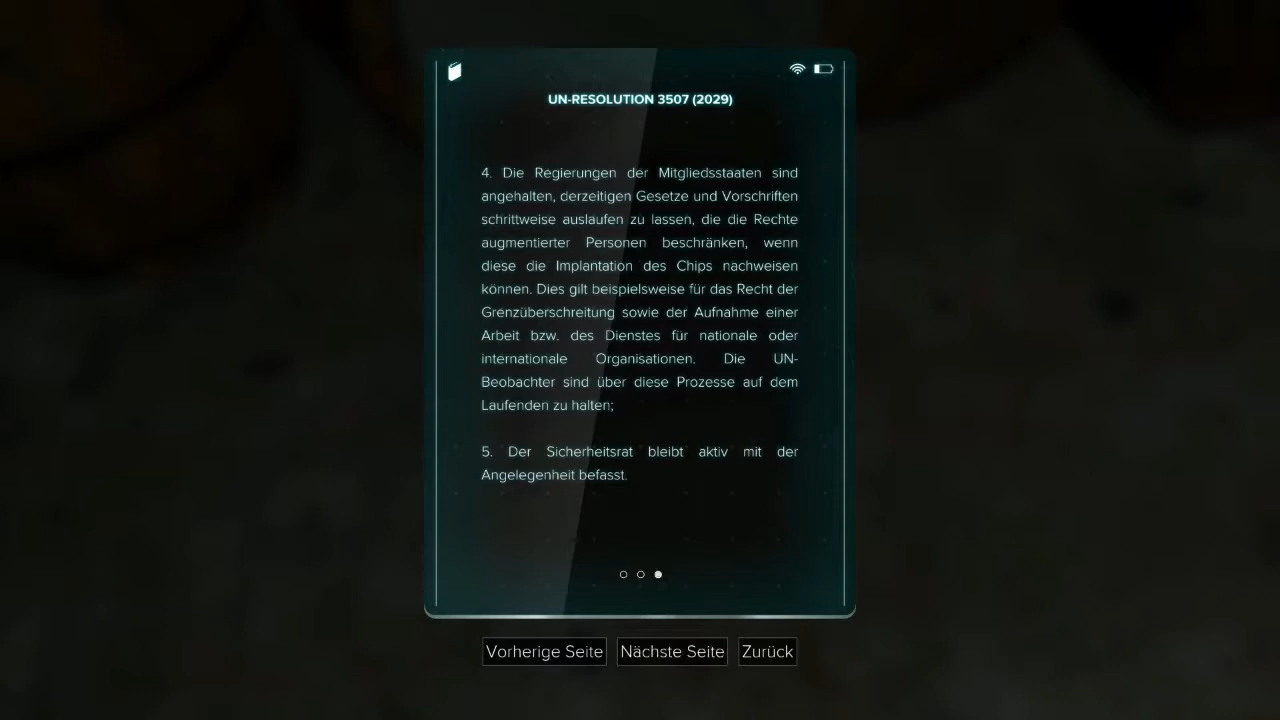 UN-RESOLUTION 3507 (2029)
4. Die Regierungen der Mitgliedsstaaten sind
angehalten, derzeitigen Gesetze und Vorschriften
schrittweise auslaufen zu lassen, die die Rechte
augmentierter Personen beschränken, wenn
diese die Implantation des Chips nachweisen
können. Dies gilt beispielsweise für das Recht der
Grenzüberschreitung sowie der Aufnahme einer
Arbeit bzw. des Dienstes für nationale oder
internationale Organisationen. Die UN-
Beobachter sind über diese Prozesse auf dem
Laufenden zu halten;
5. Der Sicherheitsrat bleibt aktiv mit der
Angelegenheit befasst.
Vorherige Seite Nächste Seite Zurück